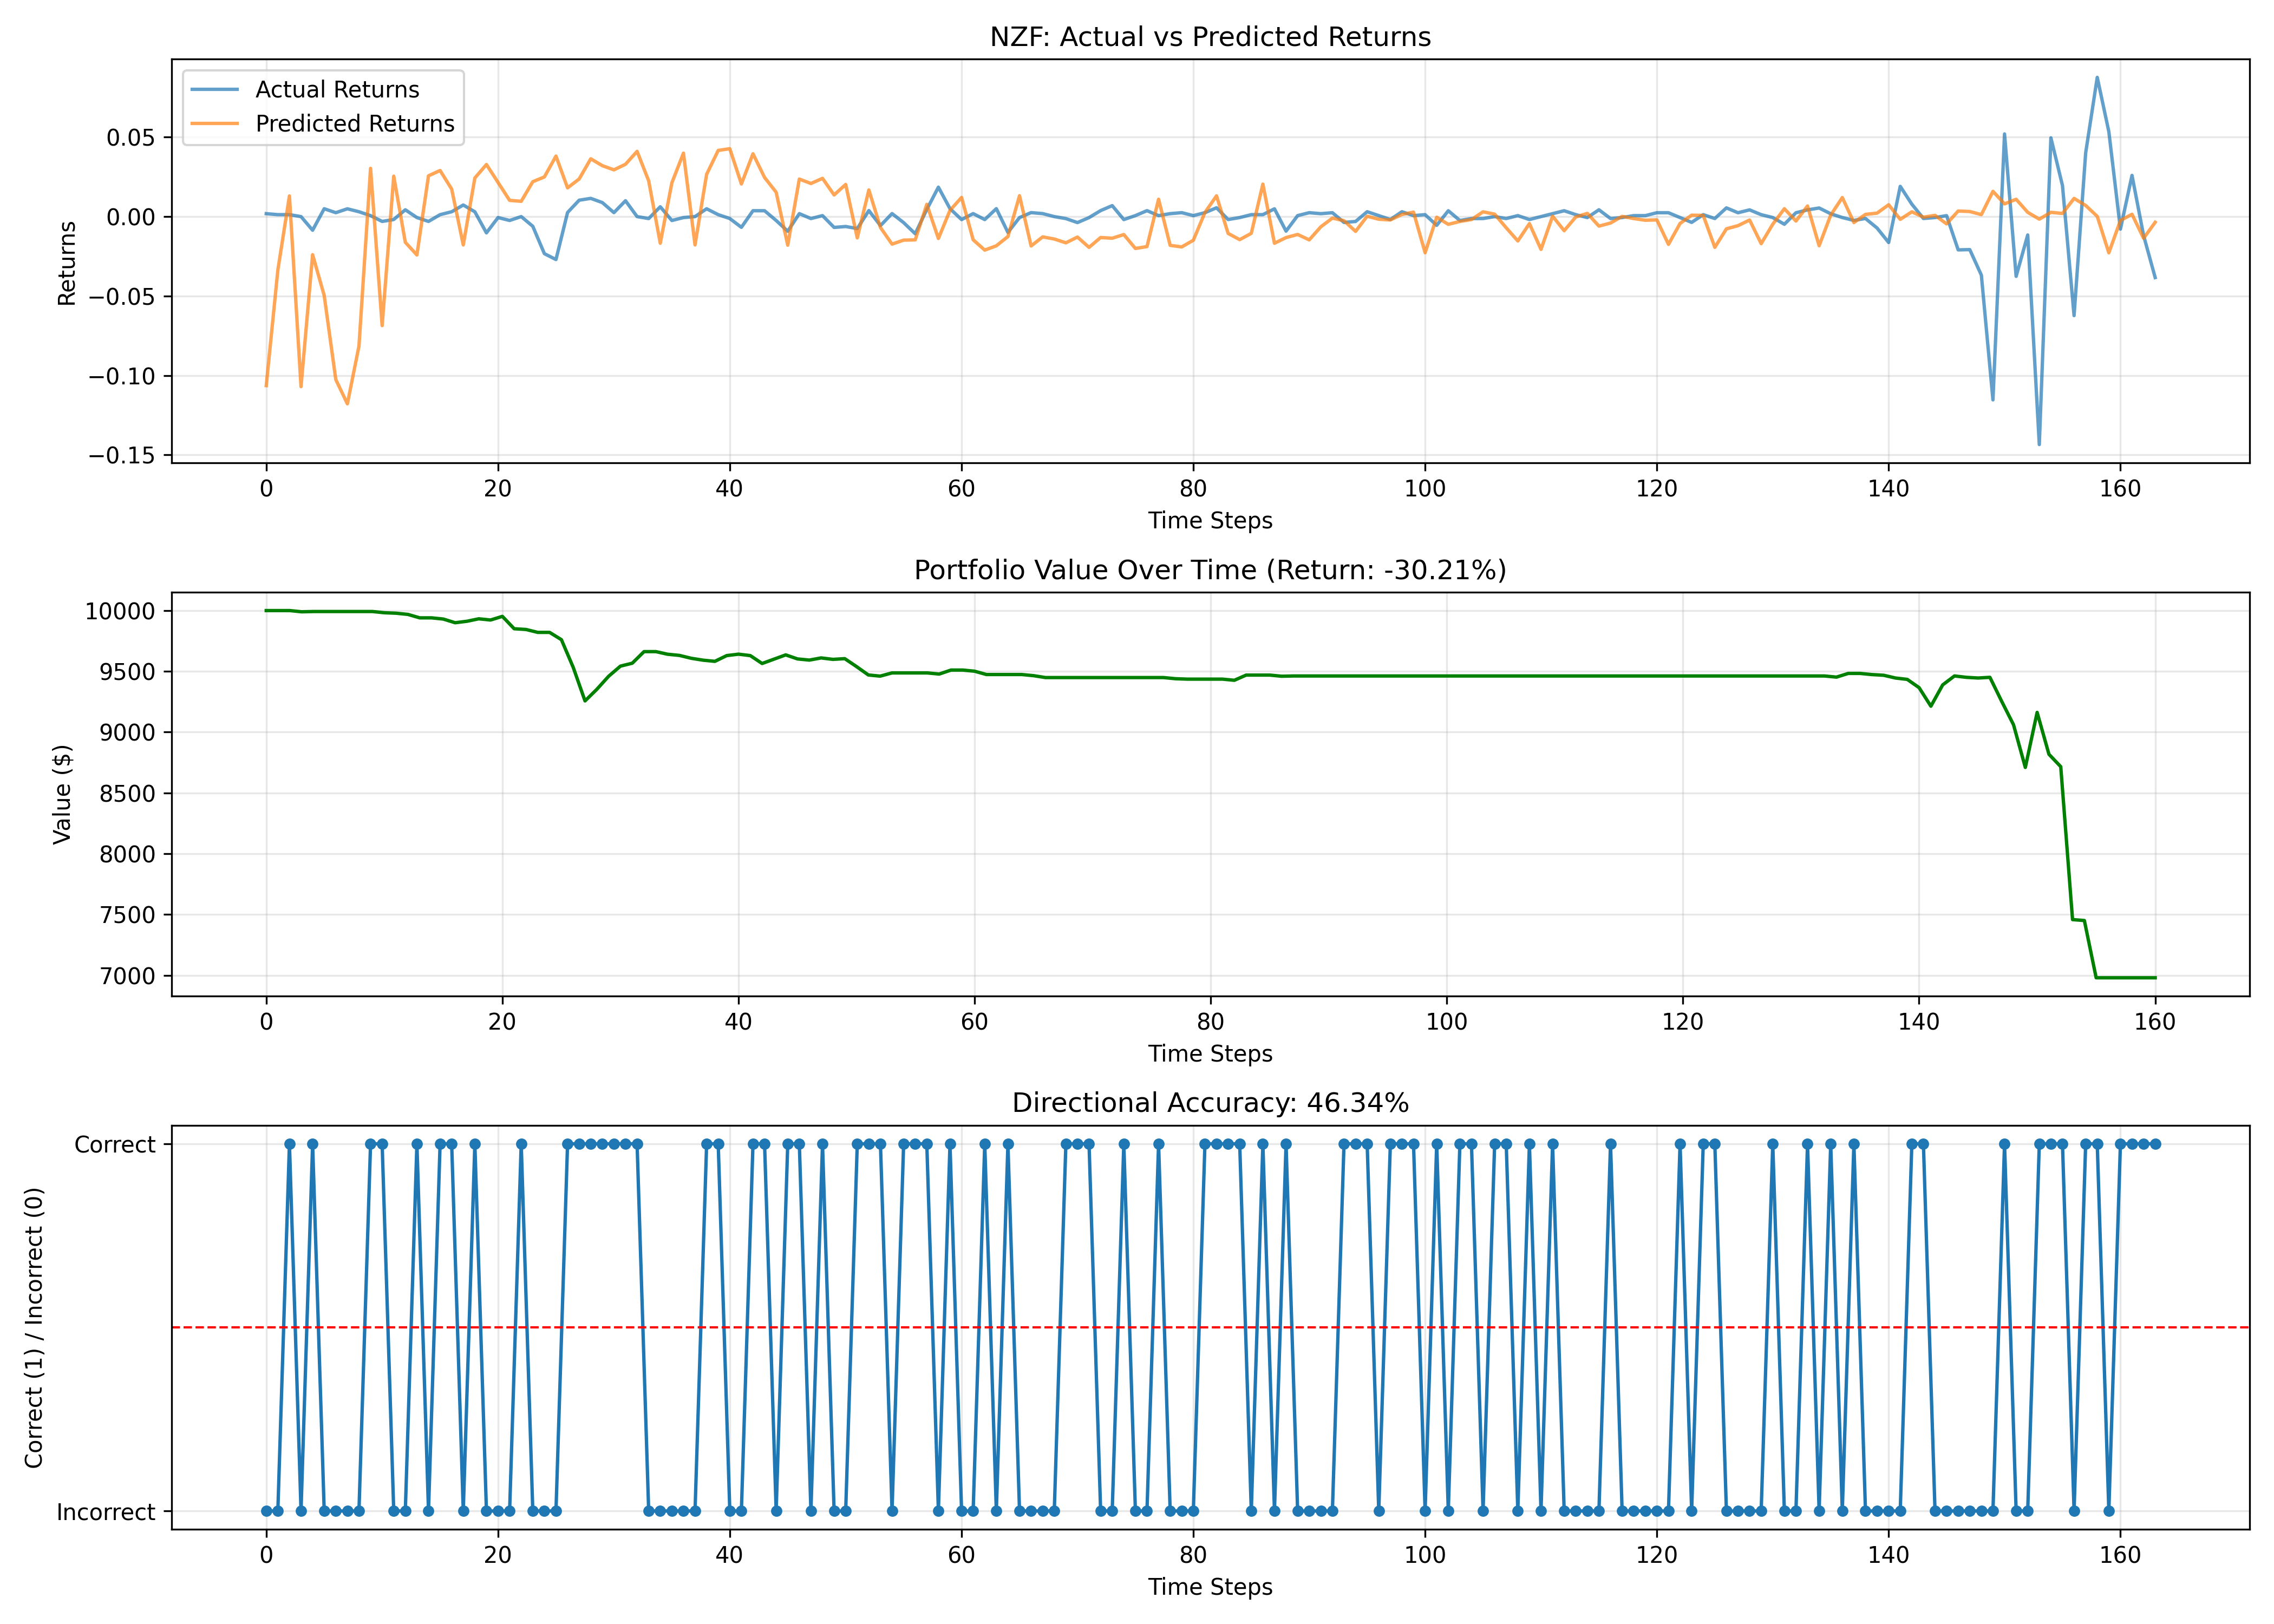 NZF: Actual vs Predicted Returns
Actual Returns
Predicted Returns
Returns
0.05
0.00
−0.05
−0.10
−0.15
0 20 40 60 80 100 120 140 160
Time Steps
Portfolio Value Over Time (Return: -30.21%)
Value ($)
10000
9500
9000
8500
8000
7500
7000
0 20 40 60 80 100 120 140 160
Time Steps
Directional Accuracy: 46.34%
Correct (1) / Incorrect (0)
Correct
Incorrect
0 20 40 60 80 100 120 140 160
Time Steps